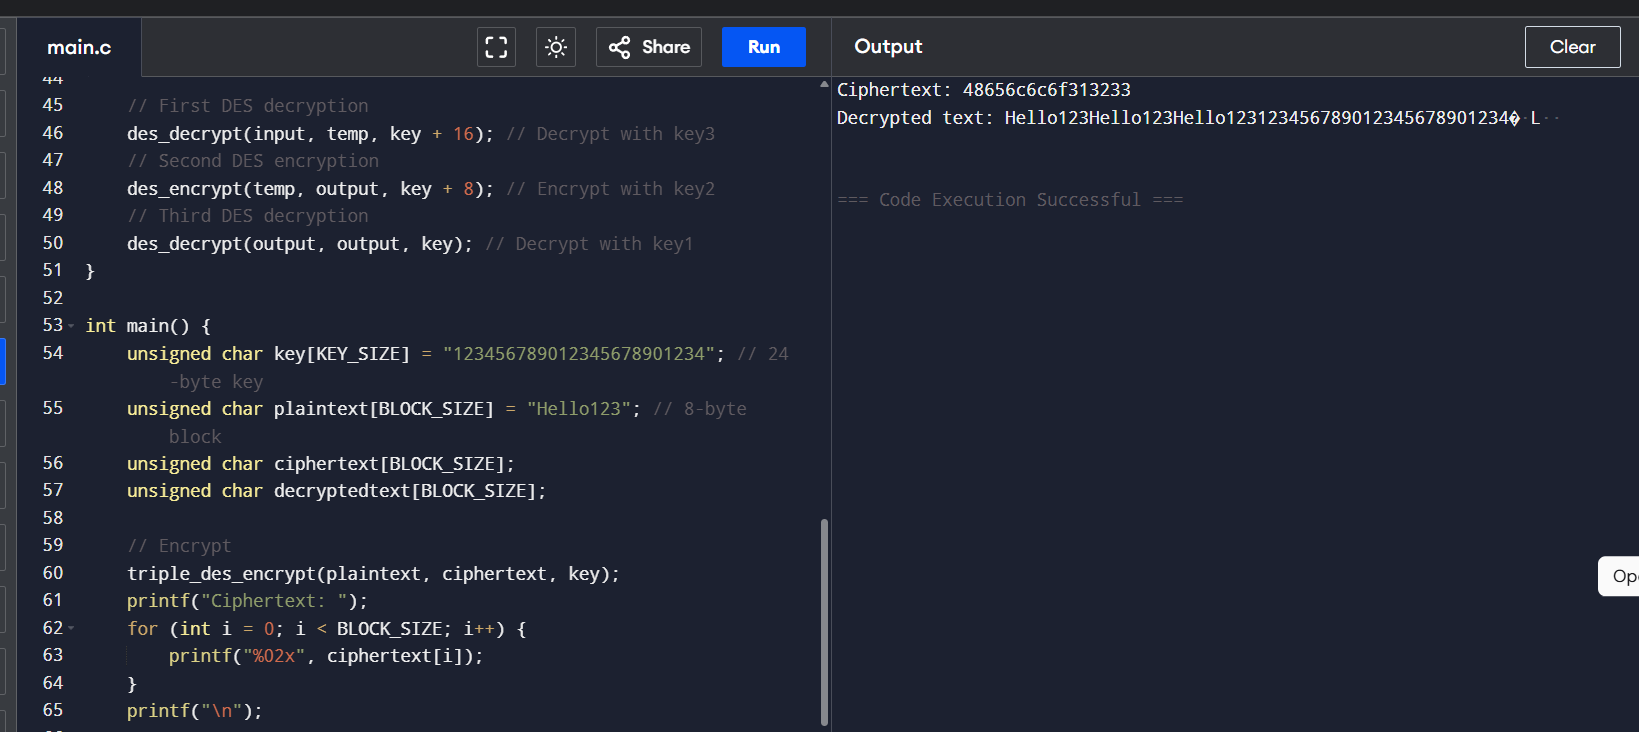 main.c
Share
Run
Output
Clear
44
45 // First DES decryption
46 des_decrypt(input, temp, key + 16); // Decrypt with key3
47 // Second DES encryption
48 des_encrypt(temp, output, key + 8); // Encrypt with key2
49 // Third DES decryption
50 des_decrypt(output, output, key); // Decrypt with key1
51 }
52
53 int main() {
54 unsigned char key[KEY_SIZE] = "123456789012345678901234"; // 24
-byte key
55 unsigned char plaintext[BLOCK_SIZE] = "Hello123"; // 8-byte
block
56 unsigned char ciphertext[BLOCK_SIZE];
57 unsigned char decryptedtext[BLOCK_SIZE];
58
59 // Encrypt
60 triple_des_encrypt(plaintext, ciphertext, key);
61 printf("Ciphertext: ");
62 for (int i = 0; i < BLOCK_SIZE; i++) {
63 printf("%02x", ciphertext[i]);
64 }
65 printf("\n");
Ciphertext: 48656c6c6f313233
Decrypted text: Hello123Hello123Hello123123456789012345678901234� L
=== Code Execution Successful ===
Ope